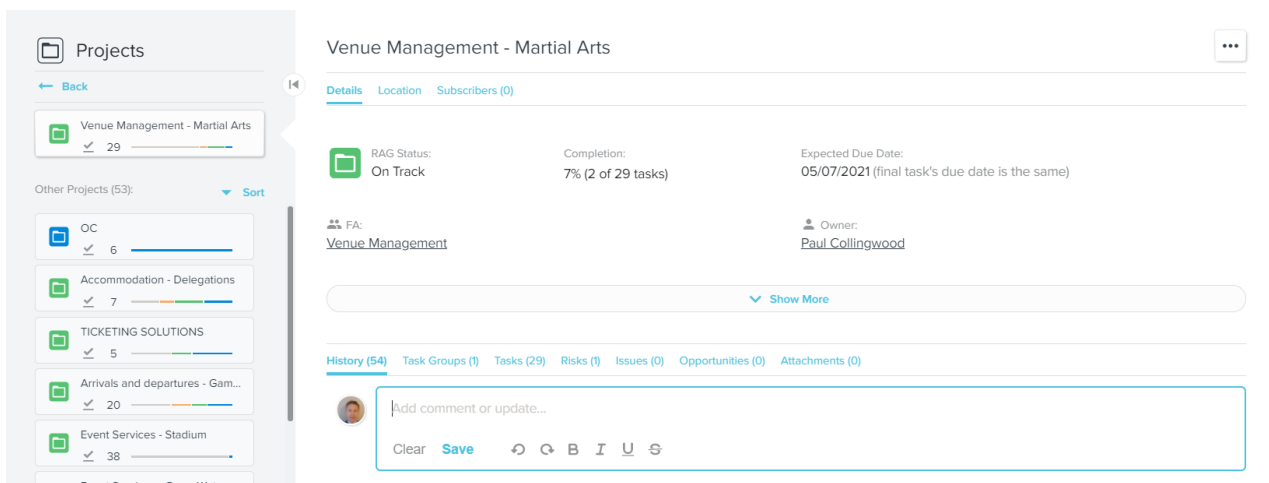 Projects
Back
Venue Management - Martial Arts
29
Other Projects (53):
Sort
OC
6
Accommodation - Delegations
7
TICKETING SOLUTIONS
5
Arrivals and departures - Gam...
20
Event Services - Stadium
38
Venue Management - Martial Arts
Details Location Subscribers (0)
RAG Status: Completion: Expected Due Date:
On Track 7% (2 of 29 tasks) 05/07/2021 (final task's due date is the same)
FA: Owner:
Venue Management Paul Collingwood
Show More
History (54) Task Groups (1) Tasks (29) Risks (1) Issues (0) Opportunities (0) Attachments (0)
Add comment or update...
Clear Save B I U S